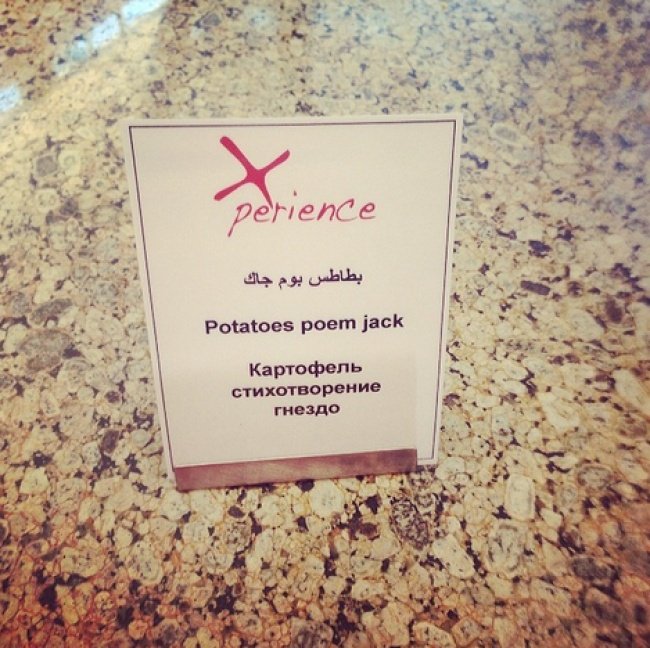 Xperience
بطاطس بوم جاك
Potatoes poem jack
Картофель
стихотворение
гнездо